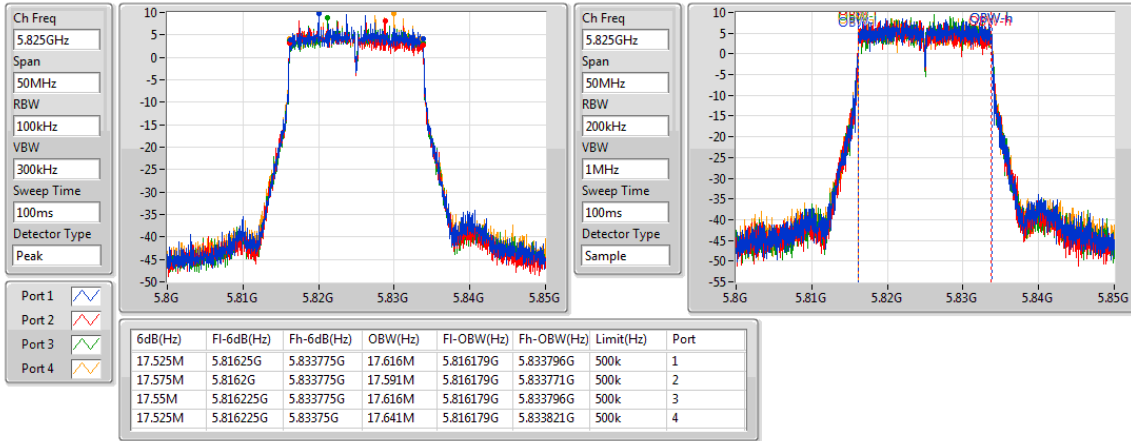 Ch Freq
5.825GHz
Span
50MHz
RBW
100kHz
VBW
300kHz
Sweep Time
100ms
Detector Type
Peak
10
5
0
-5
-10
-15
-20
-25
-30
-35
-40
-45
-50
5.8G 5.81G 5.82G 5.83G 5.84G 5.85G
Ch Freq
5.825GHz
Span
50MHz
RBW
200kHz
VBW
1MHz
Sweep Time
100ms
Detector Type
Sample
OBW-h
10
5
0
-5
-10
-15
-20
-25
-30
-35
-40
-45
-50
-55
5.8G 5.81G 5.82G 5.83G 5.84G 5.85G
Port 1
Port 2
Port 3
Port 4
6dB(Hz) Fl-6dB(Hz) Fh-6dB(Hz) OBW(Hz) Fl-OBW(Hz) Fh-OBW(Hz) Limit(Hz) Port
17.525M 5.81625G 5.833775G 17.616M 5.816179G 5.833796G 500k 1
17.575M 5.8162G 5.833775G 17.591M 5.816179G 5.833771G 500k 2
17.55M 5.816225G 5.833775G 17.616M 5.816179G 5.833796G 500k 3
17.525M 5.816225G 5.83375G 17.641M 5.816179G 5.833821G 500k 4